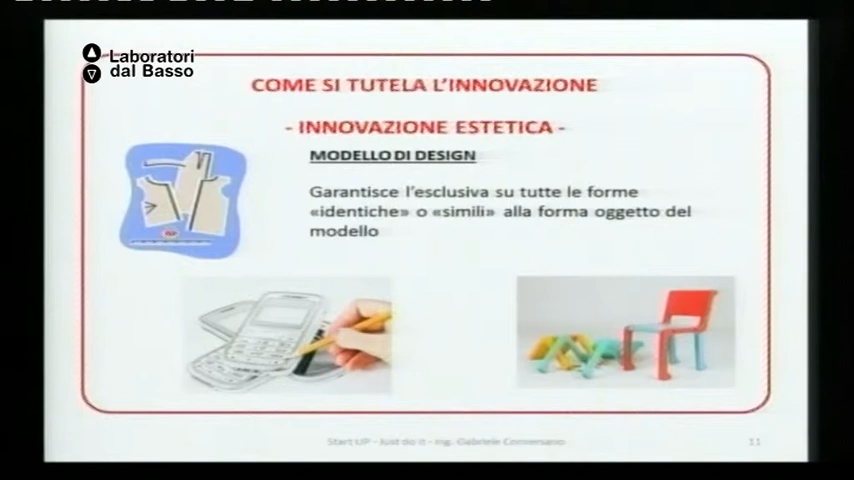 Laboratori
dal Basso
COME SI TUTELA L'INNOVAZIONE
- INNOVAZIONE ESTETICA -
MODELLO DI DESIGN
Garantisce l'esclusiva su tutte le forme
«identiche» o «simili» alla forma oggetto del
modello
Start UP - Just do it - Ing. Gabriele Conversano
11